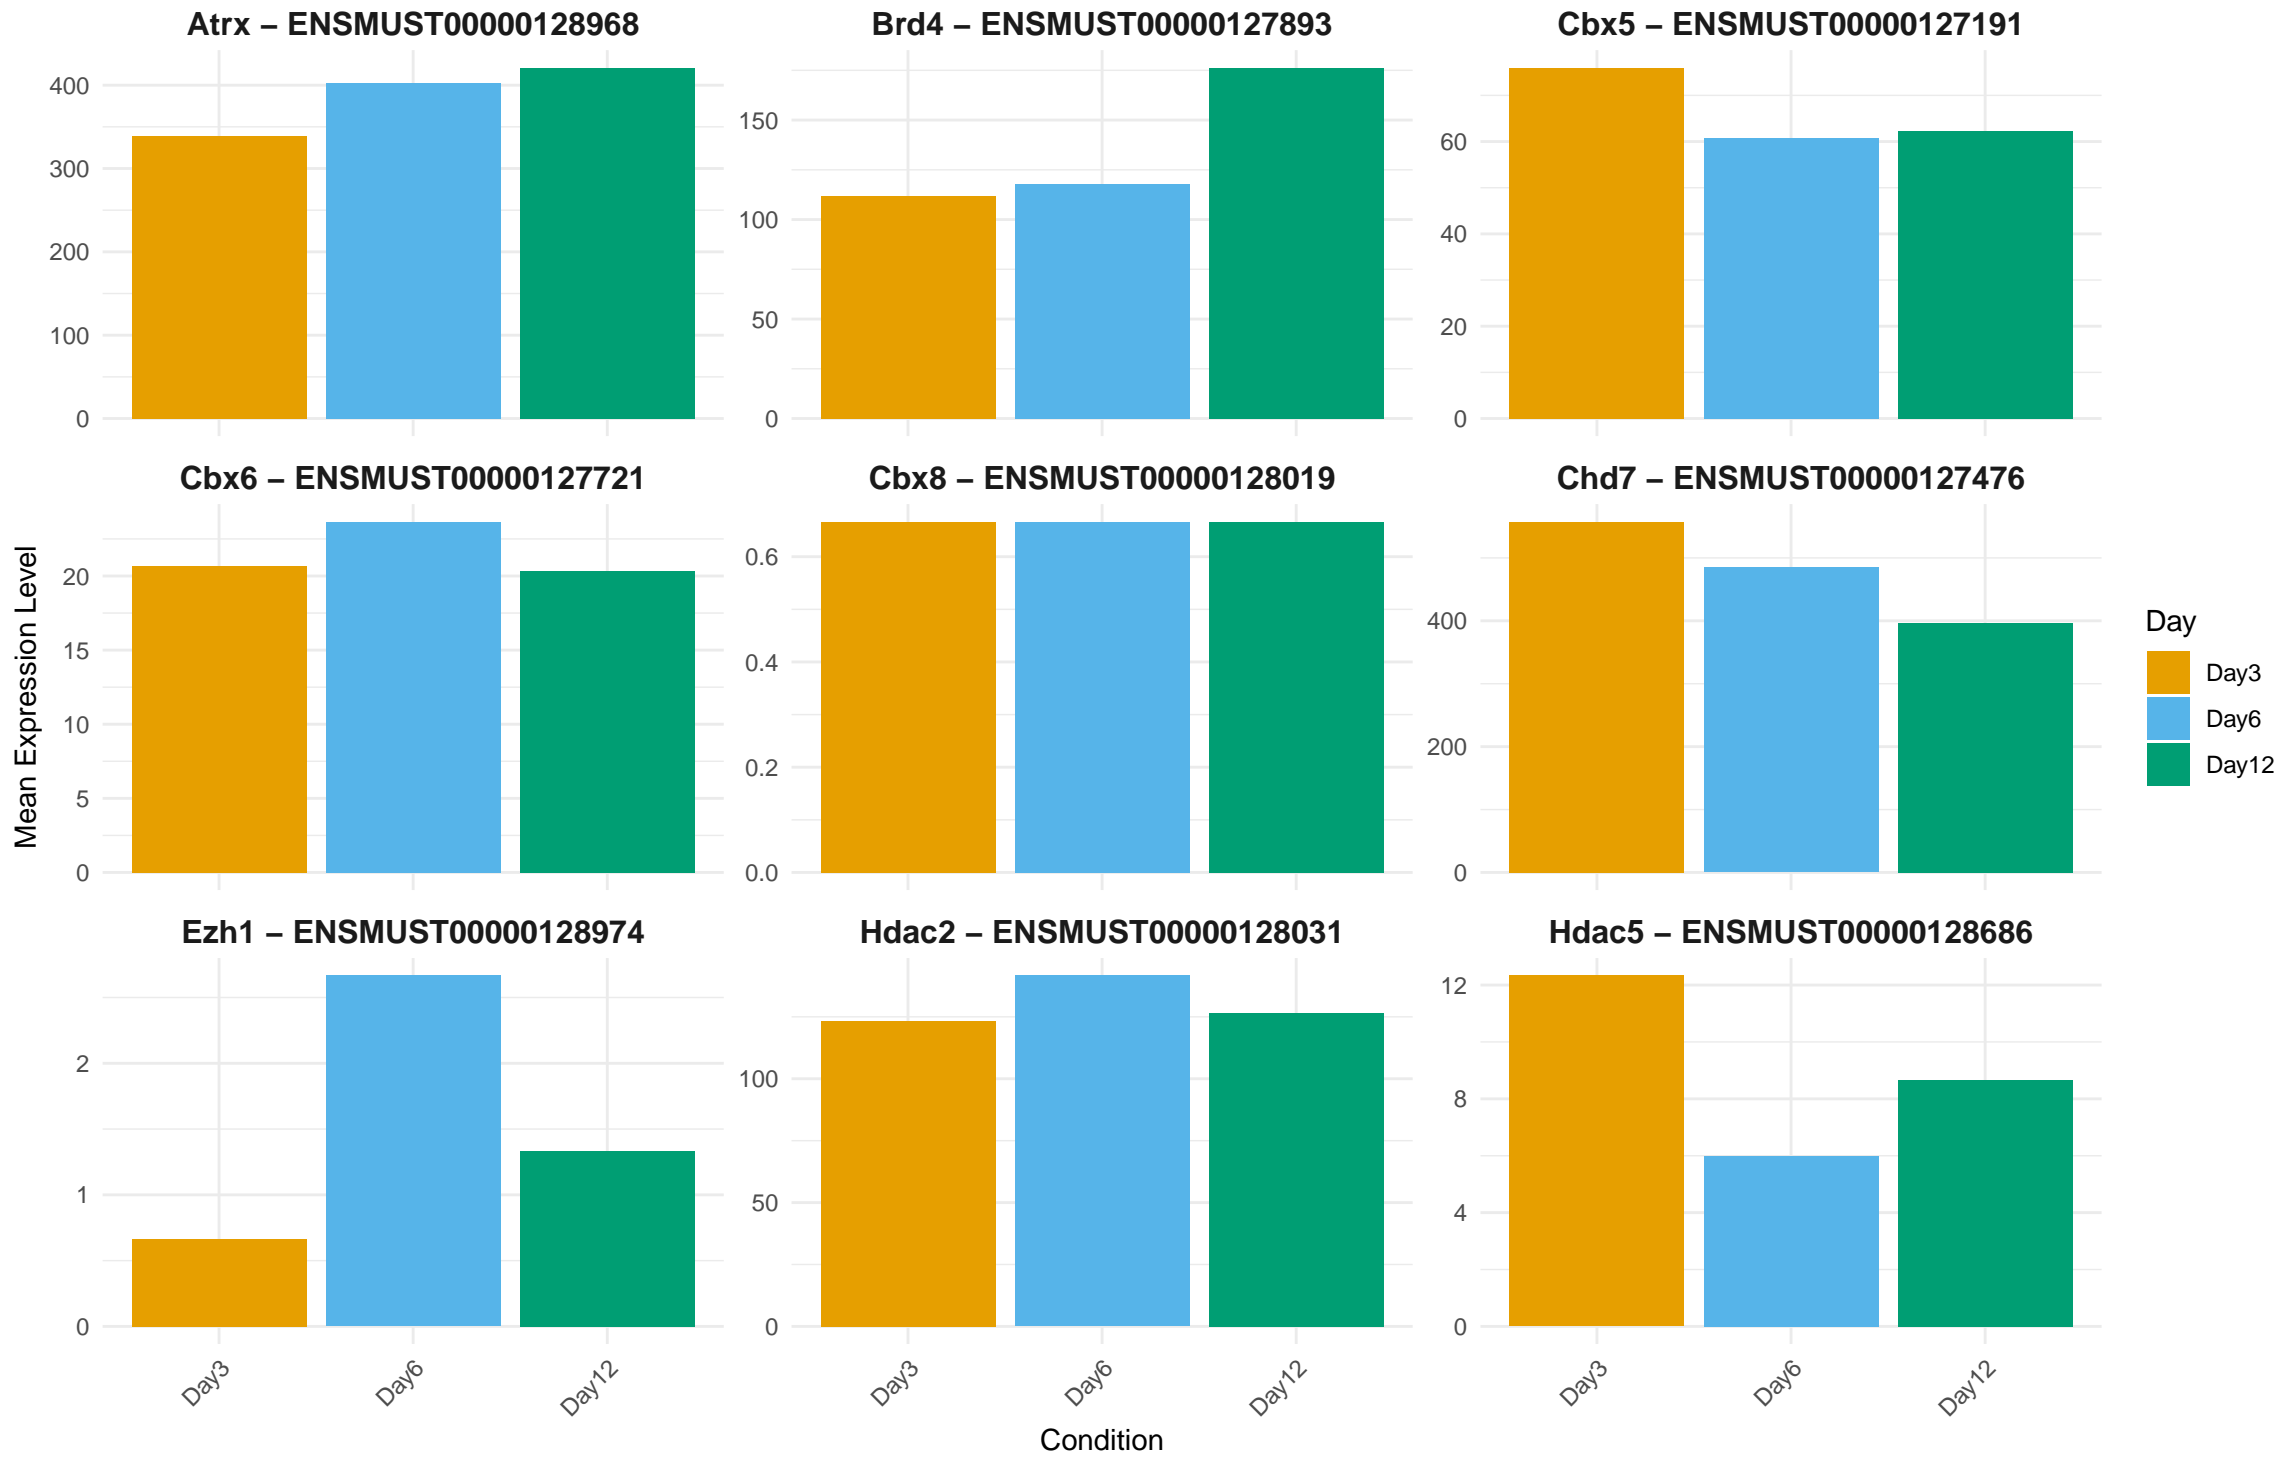 Atrx – ENSMUST00000128968
Brd4 – ENSMUST00000127893
Cbx5 – ENSMUST00000127191
400
300
200
100
0
150
100
50
0
60
40
20
0
Cbx6 – ENSMUST00000127721
Cbx8 – ENSMUST00000128019
Chd7 – ENSMUST00000127476
20
15
10
5
0
0.6
0.4
0.2
0.0
400
200
0
Ezh1 – ENSMUST00000128974
Hdac2 – ENSMUST00000128031
Hdac5 – ENSMUST00000128686
2
1
0
100
50
0
12
8
4
0
Day3
Day6
Day12
Day3
Day6
Day12
Day3
Day6
Day12
Condition
Mean Expression Level
Day
Day3
Day6
Day12